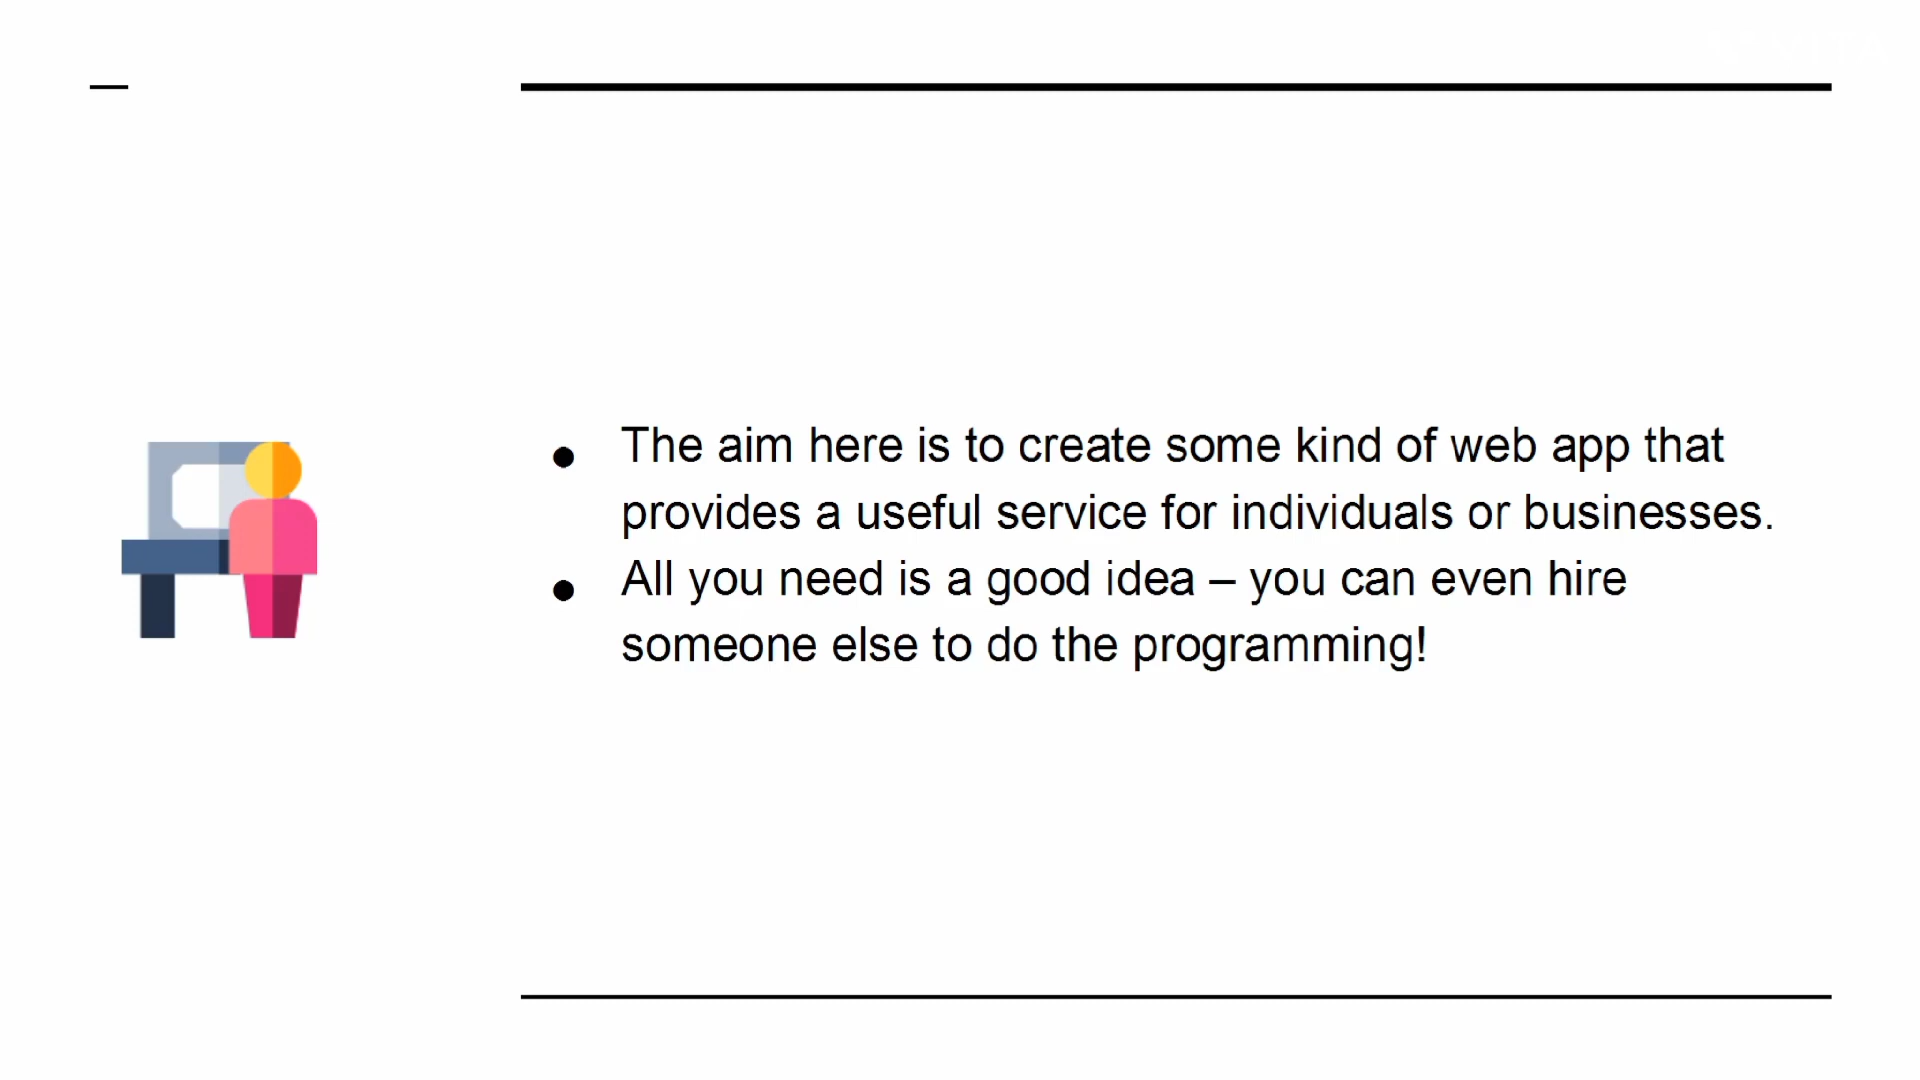 The aim here is to create some kind of web app that
provides a useful service for individuals or businesses.
All you need is a good idea – you can even hire
someone else to do the programming!